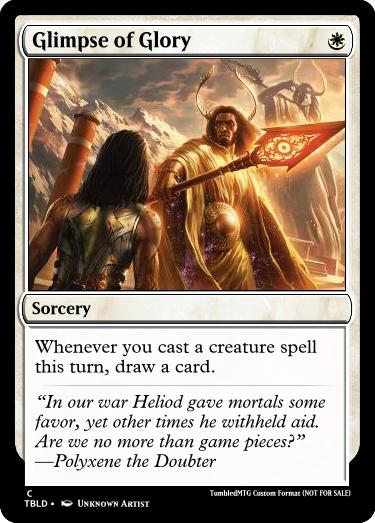 Glimpse of Glory
Sorcery
Whenever you cast a creature spell
this turn, draw a card.
“In our war Heliod gave mortals some
favor, yet other times he withheld aid.
Are we no more than game pieces?”
—Polyxene the Doubter
C
TBLD • Unknown Artist
TumbledMTG Custom Format (NOT FOR SALE)